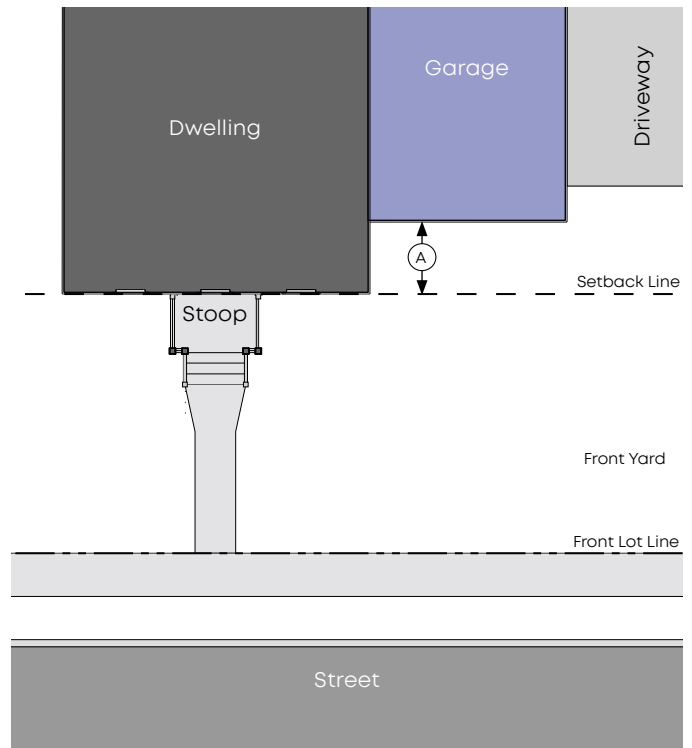 Garage
Driveway
Dwelling
A
Setback Line
Stoop
Front Yard
Front Lot Line
Street